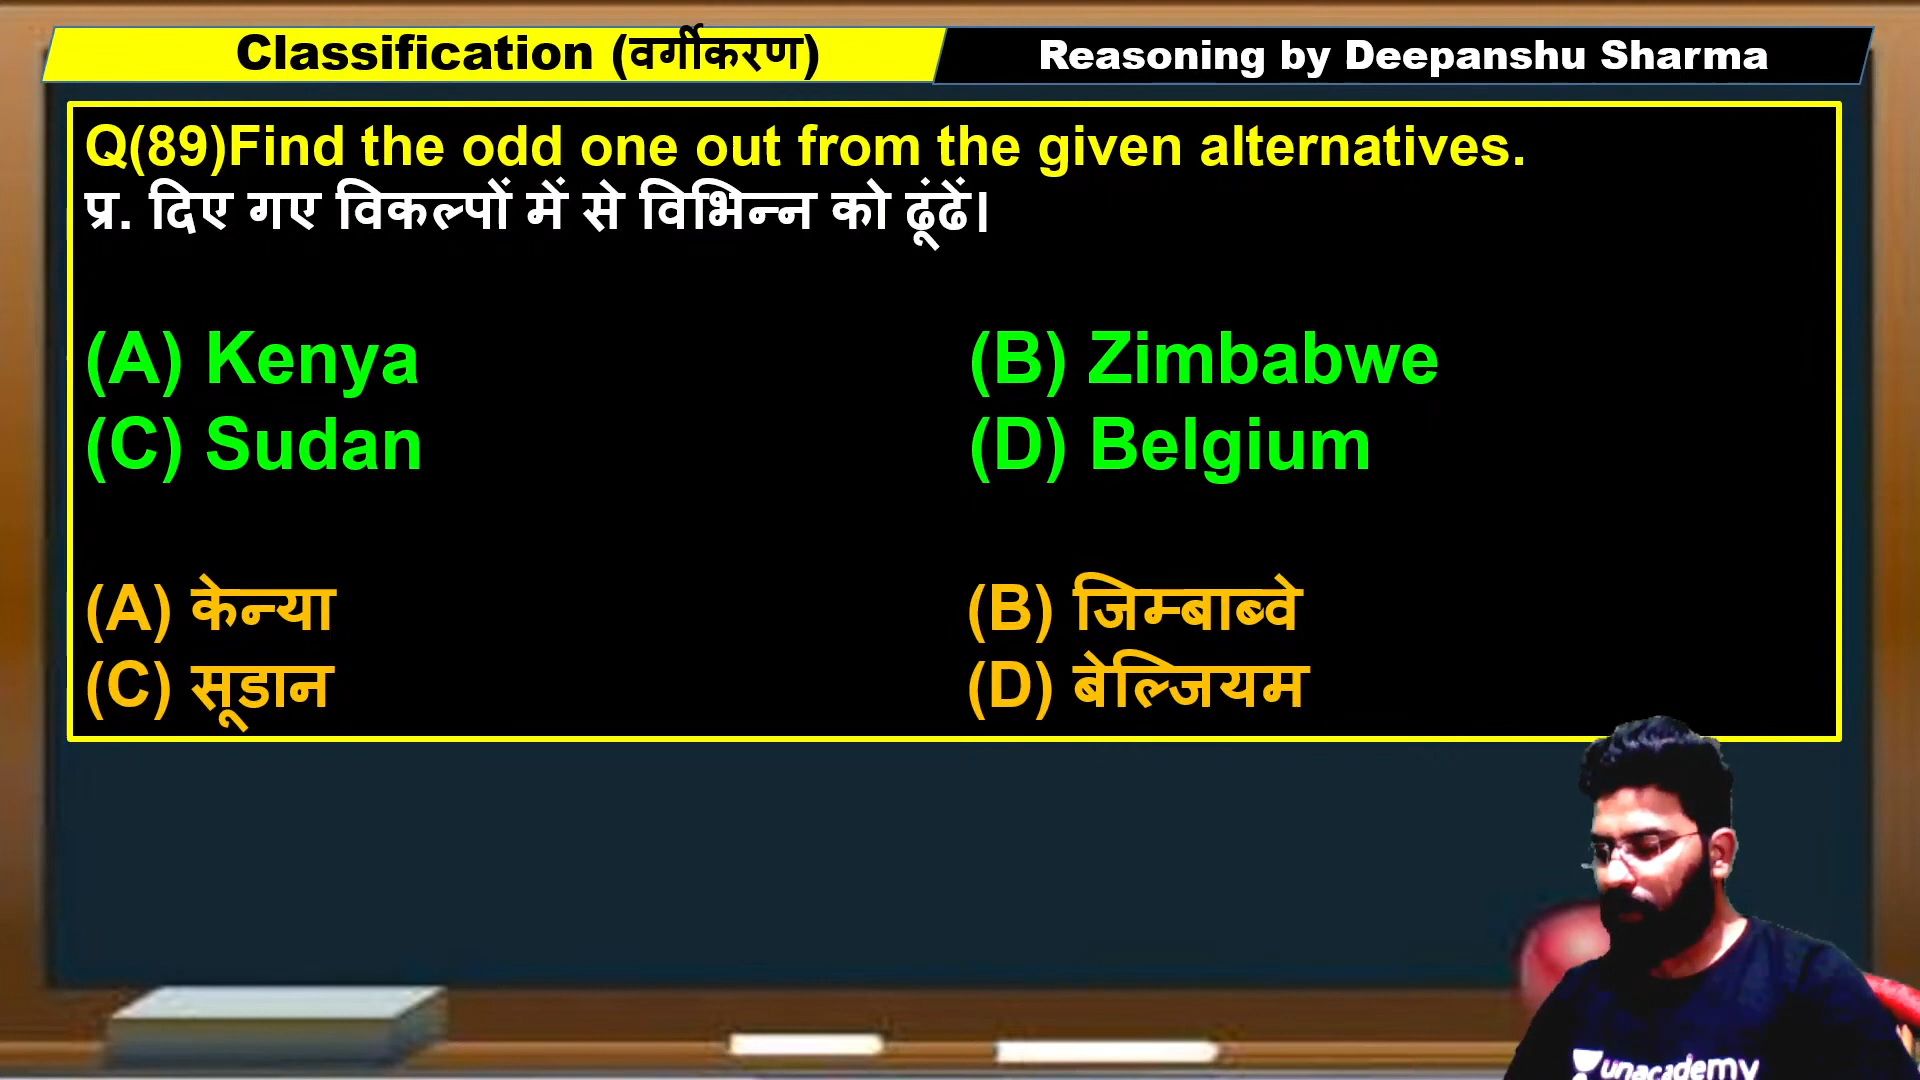 Classification (वर्गीकरण)
Reasoning by Deepanshu Sharma
Q(89)Find the odd one out from the given alternatives.
प्र. दिए गए विकल्पों में से विभिन्न को ढूंढें।
(A) Kenya (B) Zimbabwe
(C) Sudan (D) Belgium
(A) केन्या (B) जिम्बाब्वे
(C) सूडान (D) बेल्जियम
unacademy